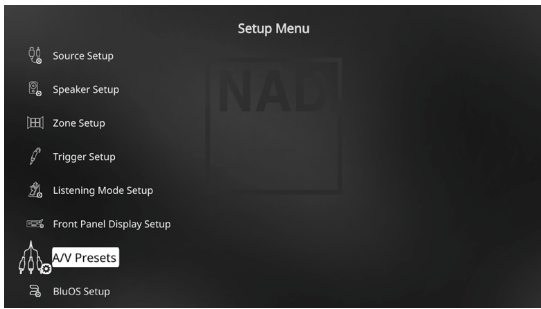 Setup Menu
NAD
Source Setup
Speaker Setup
Zone Setup
Trigger Setup
Listening Mode Setup
Front Panel Display Setup
A/V Presets
BluOS Setup